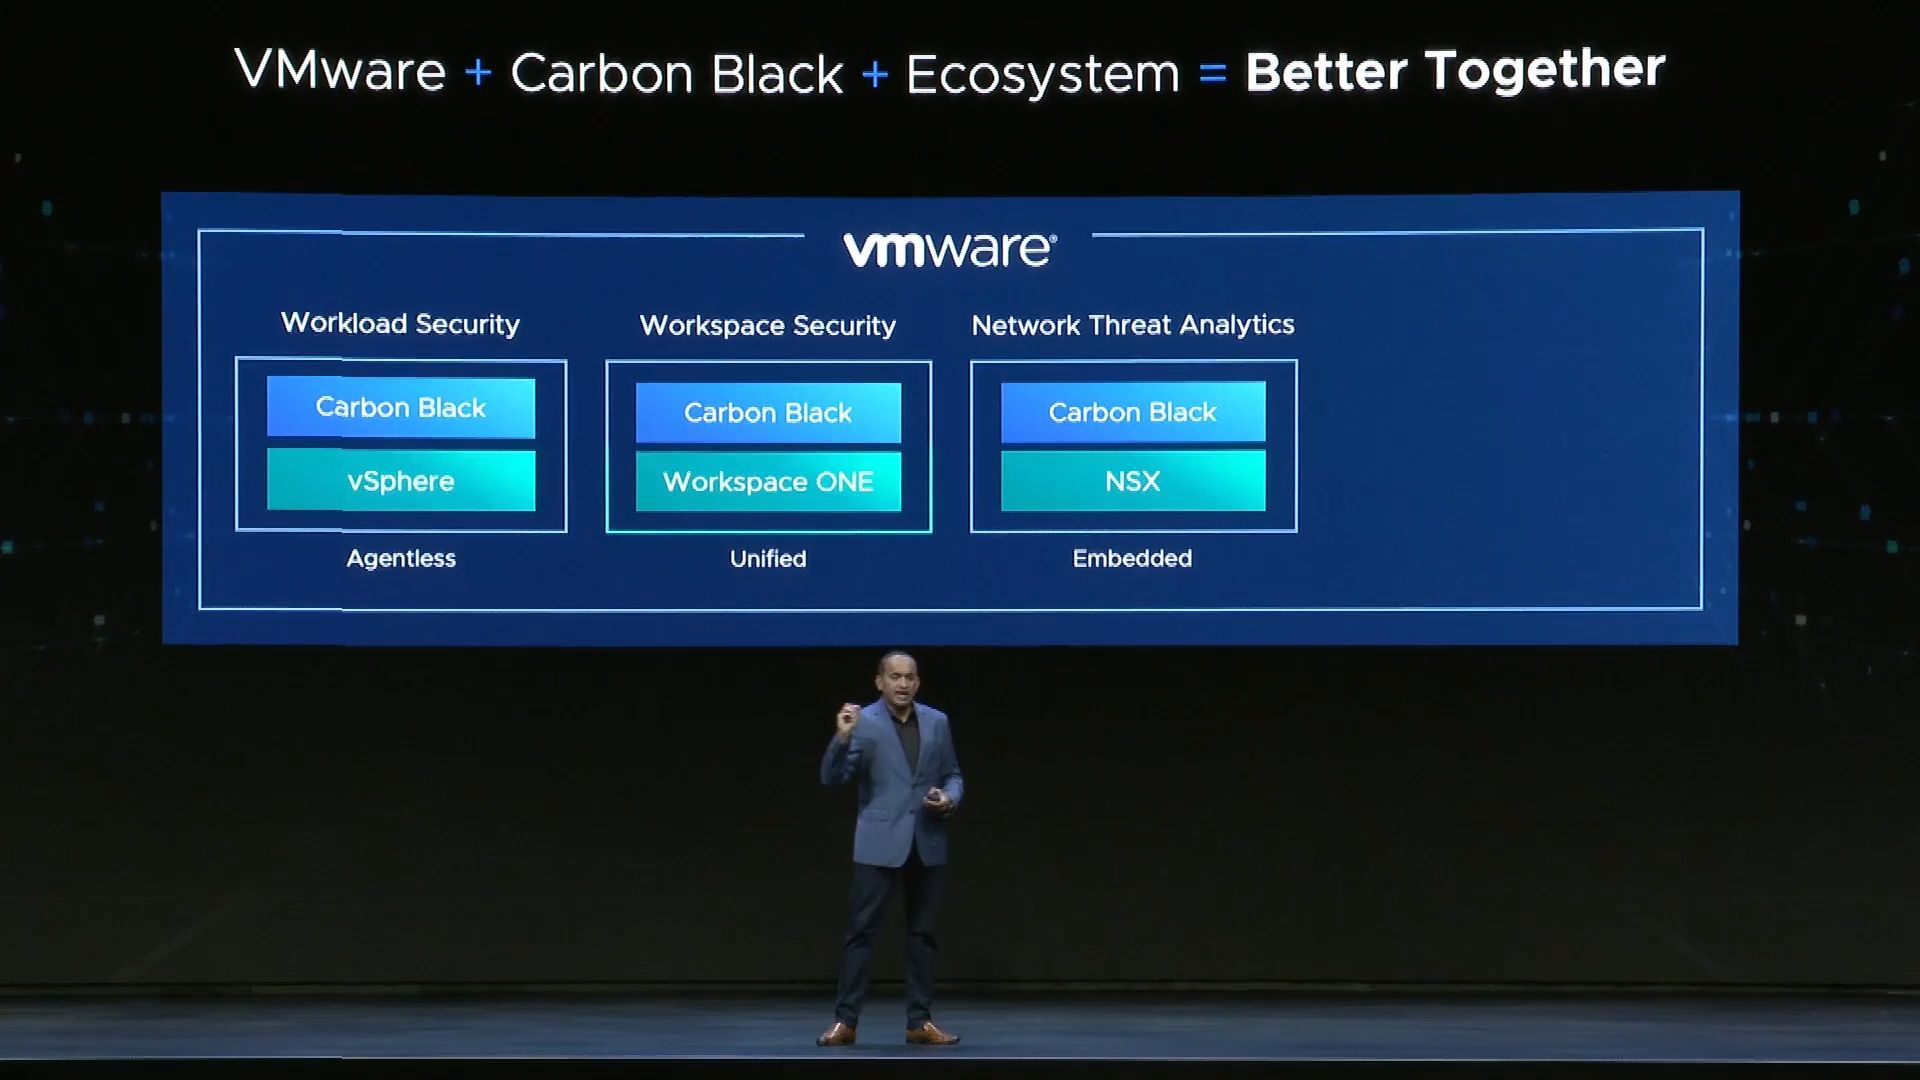 VMware + Carbon Black + Ecosystem = Better Together
vmware®
Workload Security
Carbon Black
vSphere
Agentless
Workspace Security
Carbon Black
Workspace ONE
Unified
Network Threat Analytics
Carbon Black
NSX
Embedded